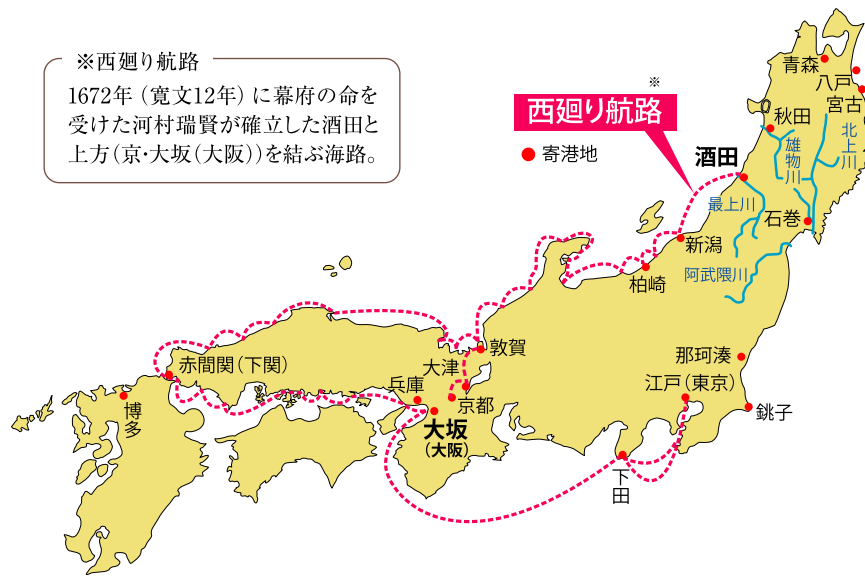 ※西廻り航路
1672年（寛文12年）に幕府の命を
受けた河村瑞賢が確立した酒田と
上方（京・大坂（大阪））を結ぶ海路。
※
西廻り航路
寄港地
青森
八戸
宮古
秋田
北上川
雄物川
酒田
最上川
石巻
新潟
阿武隈川
柏崎
敦賀
那珂湊
赤間関（下関）
大津
江戸（東京）
兵庫
京都
銚子
博多
大坂
（大阪）
下田